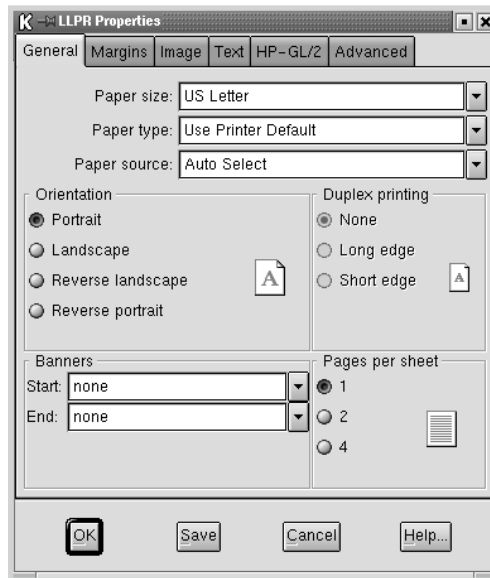 K LLPR Properties
General Margins Image Text HP-GL/2 Advanced
Paper size: US Letter
Paper type: Use Printer Default
Paper source: Auto Select
Orientation
Portrait
Landscape
Reverse landscape
Reverse portrait
A
Duplex printing
None
Long edge
Short edge
A
Banners
Start: none
End: none
Pages per sheet
1
2
4
OK Save Cancel Help...